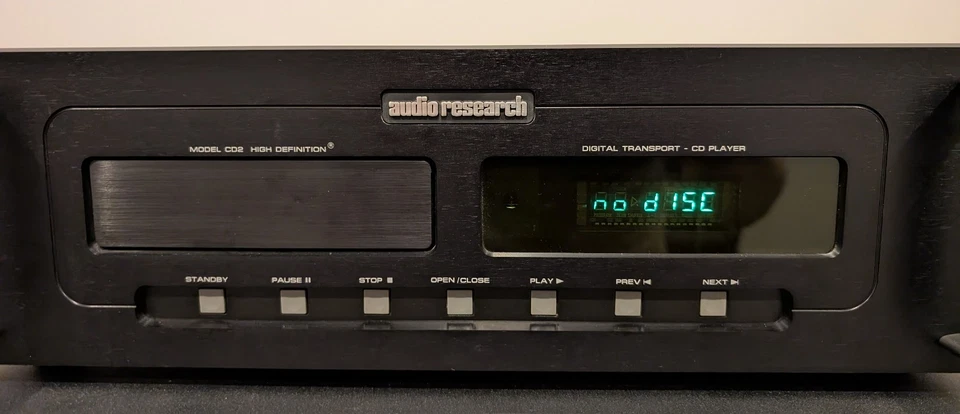 audio research
MODEL CD2 HIGH DEFINITION®
DIGITAL TRANSPORT - CD PLAYER
no dISC
STANDBY
PAUSE
STOP
OPEN/CLOSE
PLAY
PREV
NEXT